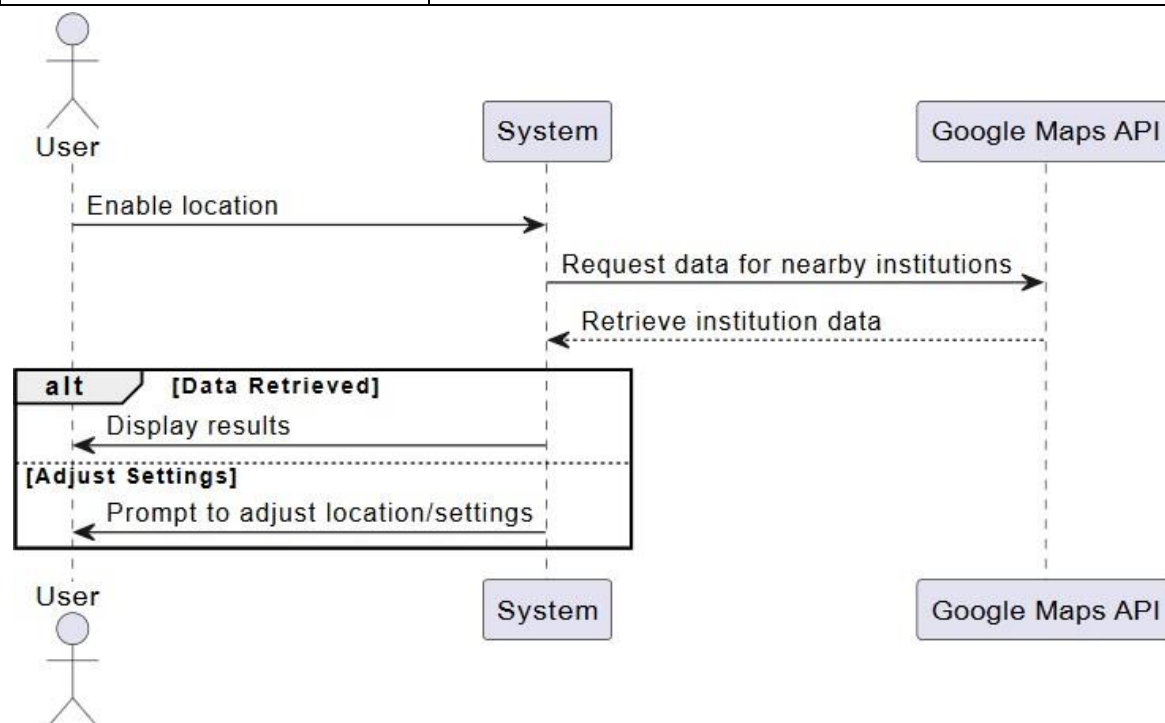 User
System
Google Maps API
Enable location
Request data for nearby institutions
Retrieve institution data
alt [Data Retrieved]
Display results
[Adjust Settings]
Prompt to adjust location/settings
User
System
Google Maps API